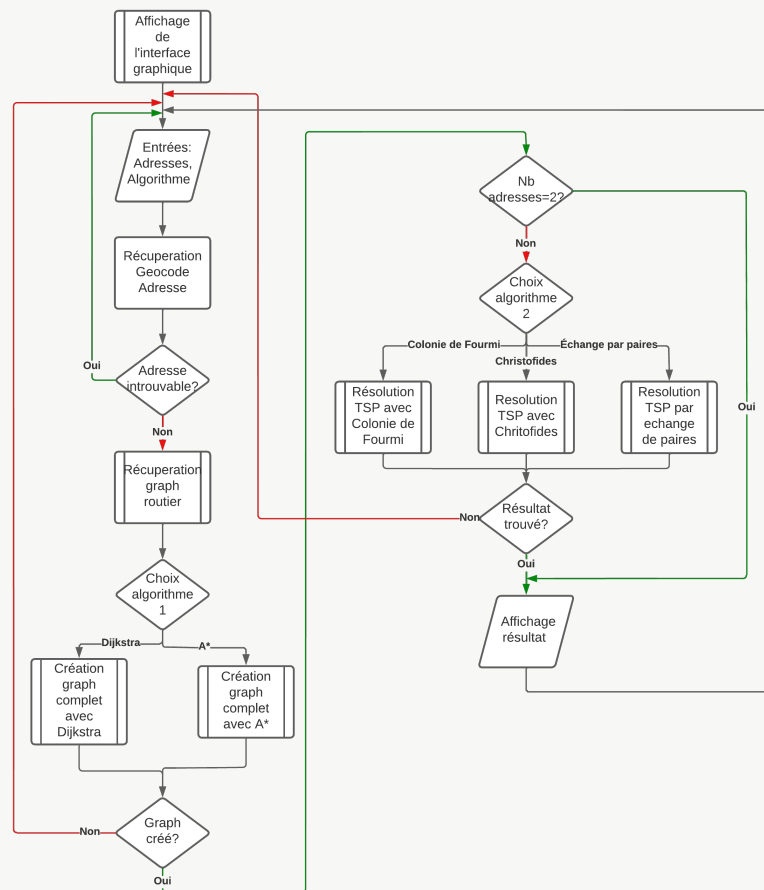 Affichage
de
l'interface
graphique
Entrées:
Adresses,
Algorithme
Récuperation
Geocode
Adresse
Oui
Adresse
introuvable?
Non
Récuperation
graph
routier
Choix
algorithme
1
Dijkstra
A*
Création
graph
complet
avec
Dijkstra
Création
graph
complet
avec A*
Non
Graph
créé?
Oui
Nb
adresses=2?
Non
Choix
algorithme
2
Colonie de Fourmi
Christofides
Échange par paires
Oui
Résolution
TSP avec
Colonie de
Fourmi
Resolution
TSP avec
Chritofides
Resolution
TSP par
echange
de paires
Non
Résultat
trouvé?
Oui
Affichage
résultat